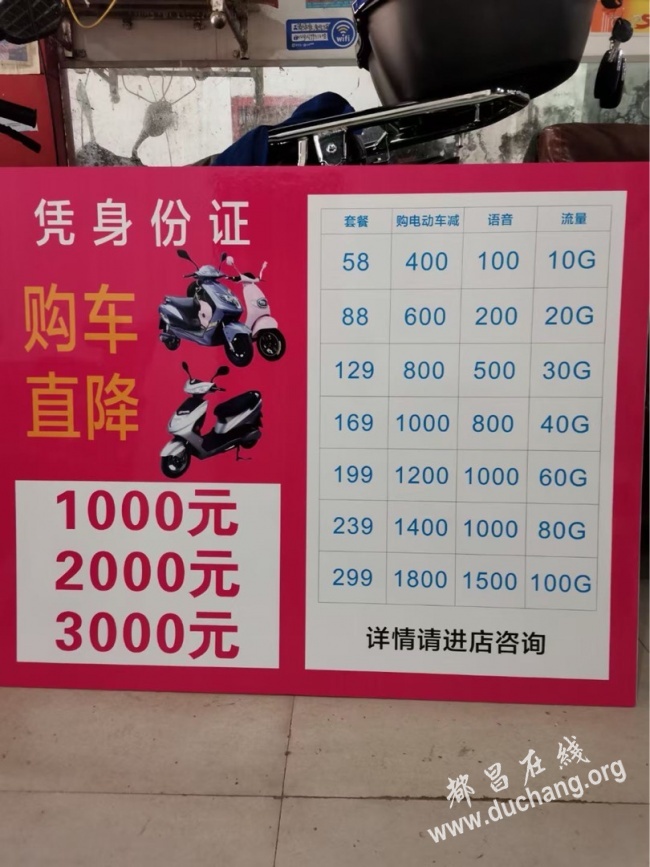 wifi
凭身份证
购车
直降
1000元
2000元
3000元
套餐 购电动车减 语音 流量
58 400 100 10G
88 600 200 20G
129 800 500 30G
169 1000 800 40G
199 1200 1000 60G
239 1400 1000 80G
299 1800 1500 100G
详情请进店咨询
都昌在线
www.duchang.org